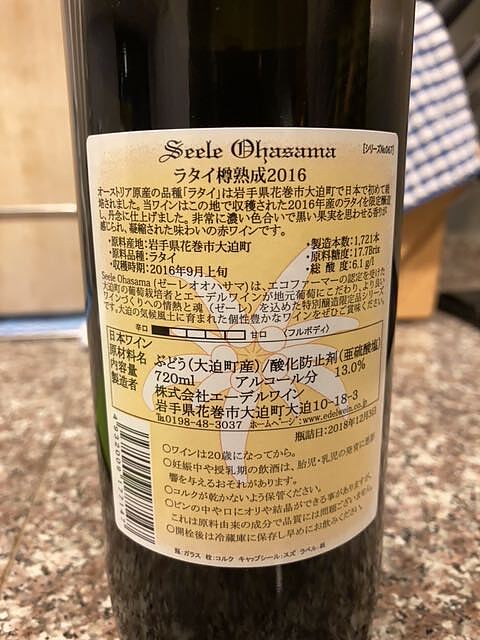 Seele Ohasama
[シリーズNo.067]
ラタイ樽熟成2016
オーストリア原産の品種「ラタイ」は岩手県花巻市大迫町で日本で初めて栽
培されました。当ワインはこの地で収穫された2016年産のラタイを限定醸造
し、丹念に仕上げました。非常に濃い色合いで黒い果実を思わせる香りが
感じられ、凝縮された味わいの赤ワインです。
・原料産地:岩手県花巻市大迫町
・原料品種:ラタイ
・収穫時期:2016年9月上旬
・製造本数:1,721本
・原料糖度:17.7Brix
・総酸度:6.1g/l
Seele Ohasama(ゼーレオオハサマ)は、エコファーマーの認定を受けた
大迫町の葡萄栽培者とエーデルワインが地元葡萄にこだわり、より良い
ワインづくりへの情熱と魂(ゼーレ)を込めた特別醸造限定品シリーズ
です。大迫の気候風土に育まれた個性豊かなワインをぜひご賞味ください。
辛口 甘口 (フルボディ)
日本ワイン
原材料名 ぶどう(大迫町産)/酸化防止剤(亜硫酸塩)
内容量 720ml アルコール分 13.0%
製造者 株式会社エーデルワイン
岩手県花巻市大迫町大迫10-18-3
℡0198-48-3037 ホームページ:www.edelwein.co.jp
瓶詰日:2018年12月5日
○ワインは20歳になってから。
○妊娠中や授乳期の飲酒は、胎児・乳児の発育に悪影
響を与えるおそれがあります。
○コルクが乾かないよう保管ください。
○ビンの中や口にオリや結晶ができる事がありますが、
これは原料由来の成分で品質には問題ございません。
○開栓後は冷蔵庫に保存し早めにお飲みください。
瓶:ガラス 栓:コルク キャップシール:スズ ラベル:紙